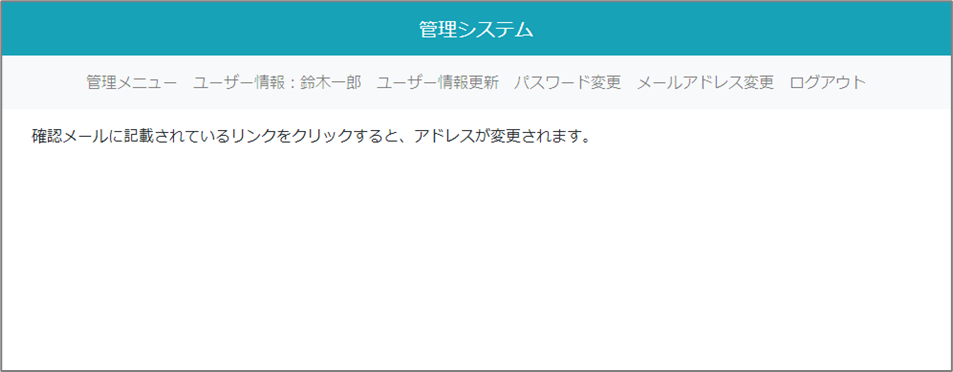 管理システム
管理メニュー ユーザー情報：鈴木一郎 ユーザー情報更新 パスワード変更 メールアドレス変更 ログアウト
確認メールに記載されているリンクをクリックすると、アドレスが変更されます。